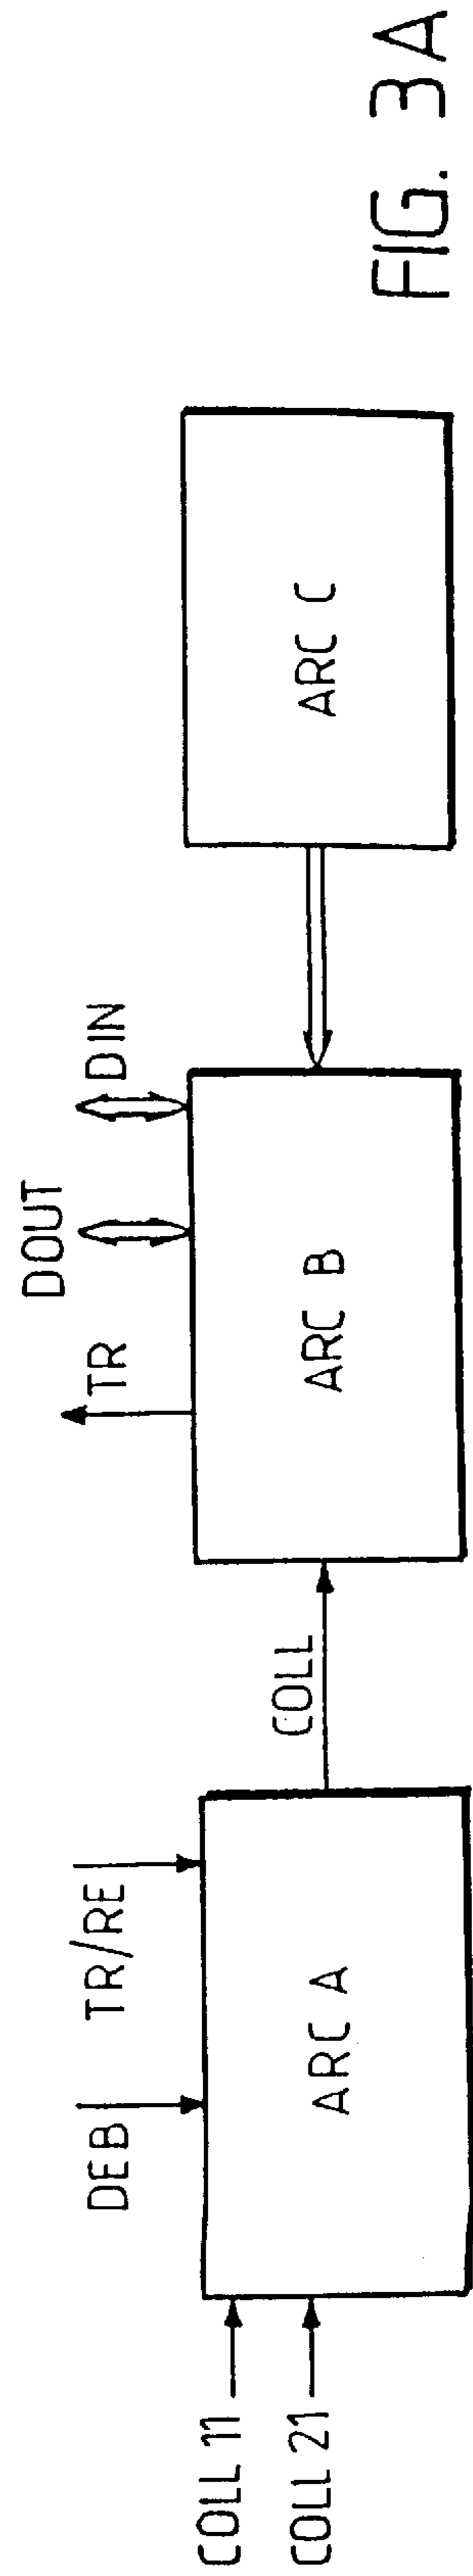 COLL 11
COLL 21
DEB
TR/RE
ARC A
COLL
TR
DOUT
DIN
ARC B
ARC C
FIG. 3A